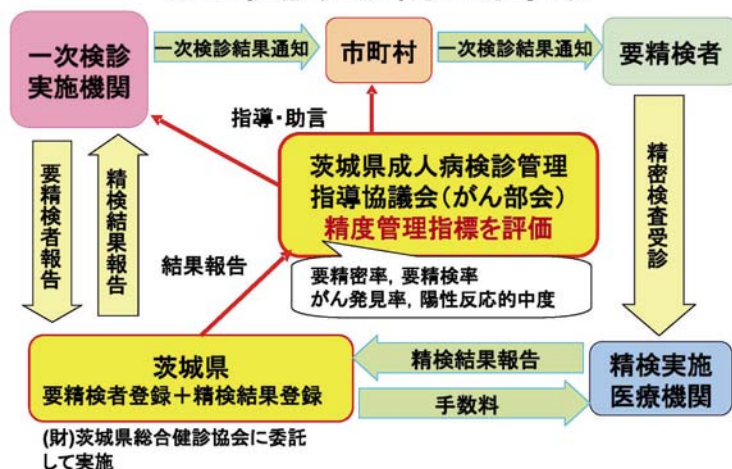 一次検診
実施機関
一次検診結果通知
市町村
一次検診結果通知
要精検者
指導・助言
要精検者報告
精検結果報告
茨城県成人病検診管理
指導協議会(がん部会)
精度管理指標を評価
精密検査受診
結果報告
要精密率, 要精検率
がん発見率, 陽性反応的中度
茨城県
要精検者登録＋精検結果登録
精検結果報告
手数料
精検実施
医療機関
(財)茨城県総合健診協会に委託
して実施